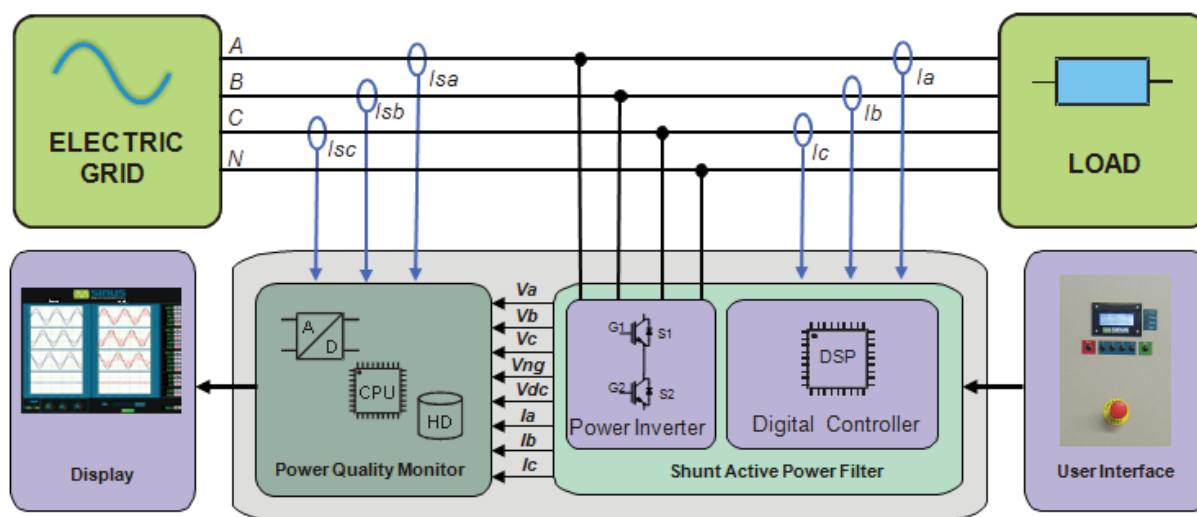 A
B
C
N
ELECTRIC
GRID
Isa
Isb
Isc
Ia
Ib
Ic
LOAD
sinus
Display
A
D
CPU
HD
Power Quality Monitor
Va
Vb
Vc
Vng
Vdc
Ia
Ib
Ic
G1
S1
G2
S2
Power Inverter
DSP
Digital Controller
Shunt Active Power Filter
User Interface